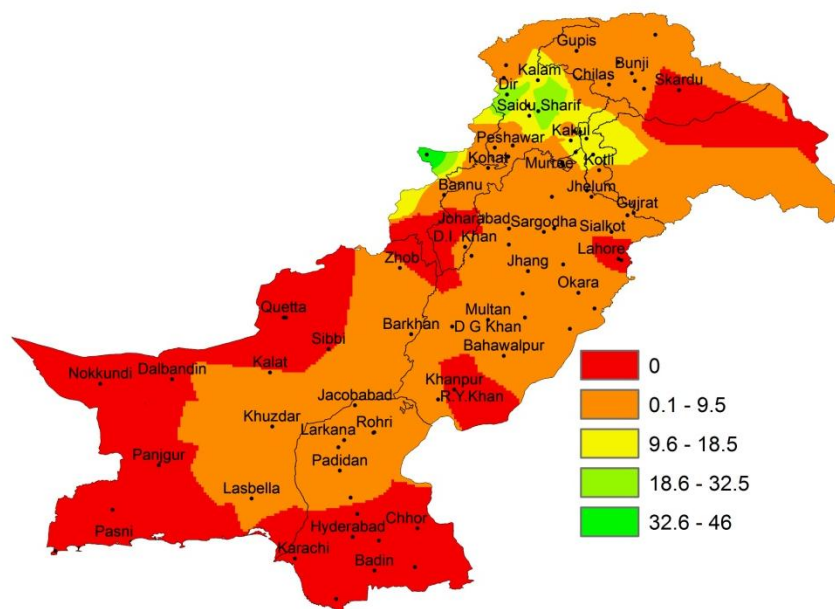 Gupis
Kalam
Bunji
Chilas
Skardu
Dir
Saidu Sharif
Kakul
Peshawar
Kohat
Murree
Kotli
Bannu
Jhelum
Gujrat
Joharabad
Sargodha
Sialkot
D.I. Khan
Lahore
Zhob
Jhang
Okara
Quetta
Multan
Barkhan
D G Khan
Sibbi
Bahawalpur
Nokkundi
Dalbandin
Kalat
Khanpur
R.Y.Khan
Jacobabad
Khuzdar
Larkana
Rohri
Panjgur
Padidan
Lasbella
Pasni
Hyderabad
Chhor
Karachi
Badin
0
0.1 - 9.5
9.6 - 18.5
18.6 - 32.5
32.6 - 46